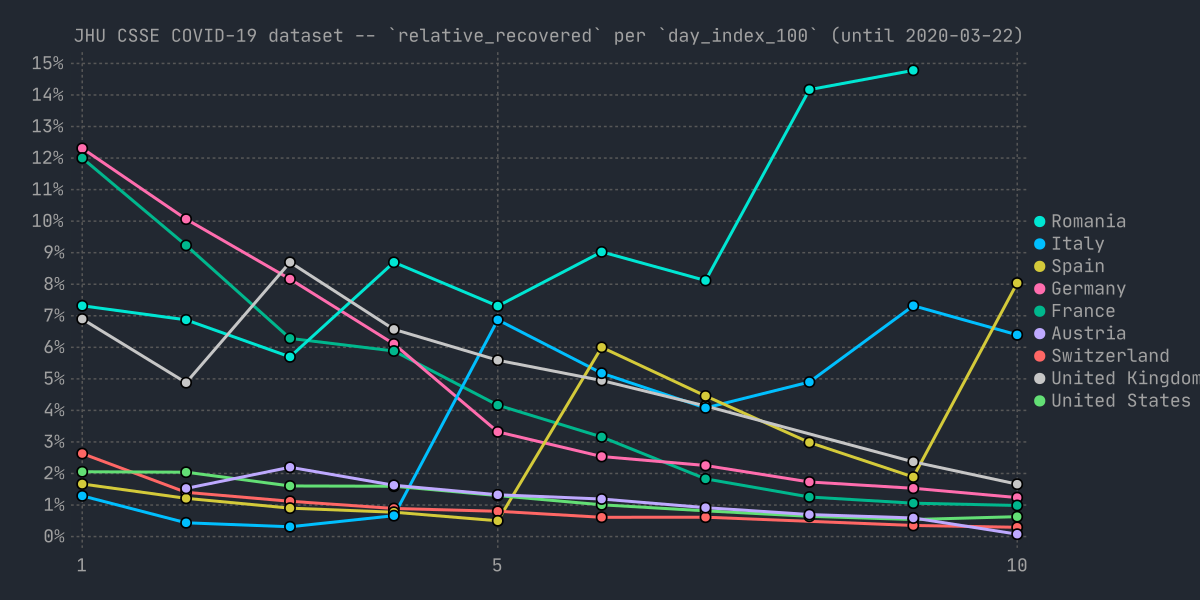 JHU CSSE COVID-19 dataset -- `relative_recovered` per `day_index_100` (until 2020-03-22)
15%
14%
13%
12%
11%
10%
9%
8%
7%
6%
5%
4%
3%
2%
1%
0%
1
5
10
Romania
Italy
Spain
Germany
France
Austria
Switzerland
United Kingdom
United States